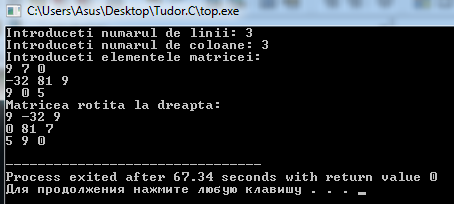 C:\Users\Asus\Desktop\Tudor.C\top.exe
Introduceti numarul de linii: 3
Introduceti numarul de coloane: 3
Introduceti elementele matricei:
9 7 0
-32 81 9
9 0 5
Matricea rotita la dreapta:
9 -32 9
0 81 7
5 9 0
--------------------------------
Process exited after 67.34 seconds with return value 0
Для продолжения нажмите любую клавишу . . . _